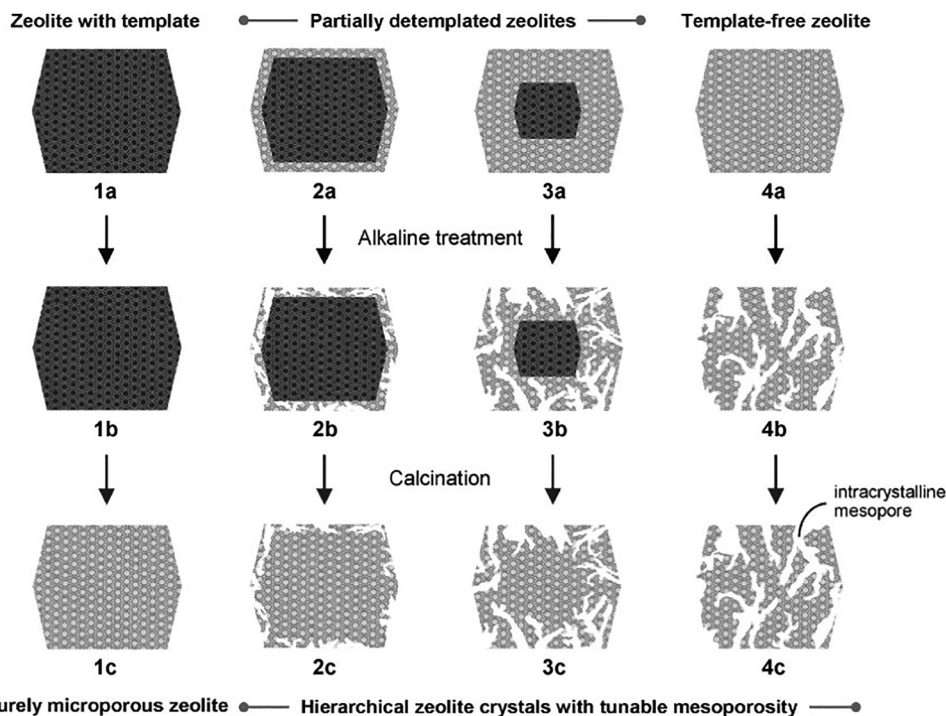 Zeolite with template
Partially detemplated zeolites
Template-free zeolite
1a
2a
3a
4a
Alkaline treatment
1b
2b
3b
4b
Calcination
intracrystalline
mesopore
1c
2c
3c
4c
urely microporous zeolite
Hierarchical zeolite crystals with tunable mesoporosity